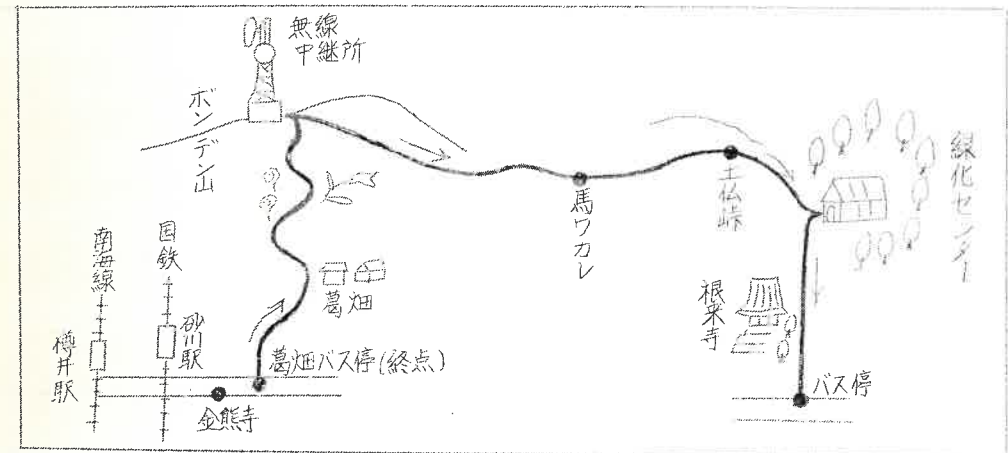 無線
中継所
ボンデン山
緑化センター
土仏峠
馬ワカレ
南海線
国鉄
砂川駅
樽井駅
葛畑
根来寺
葛畑バス停(終点)
金熊寺
バス停